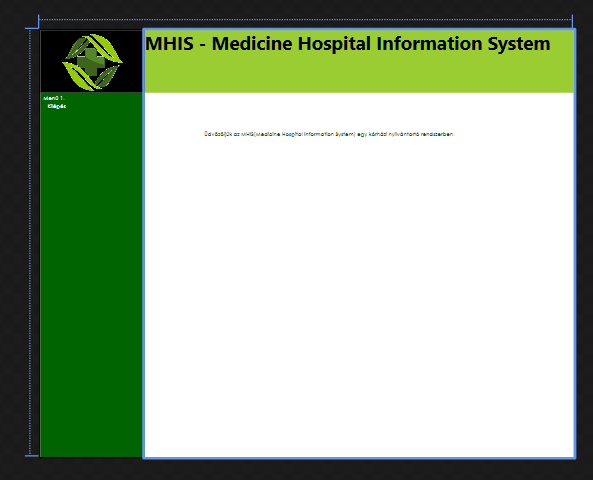 MHIS - Medicine Hospital Information System
Menü 1.
Kilépés
Üdvözöljük az MHIS(Medicine Hospital Information System) egy kórházi nyilvántartó rendszerben.